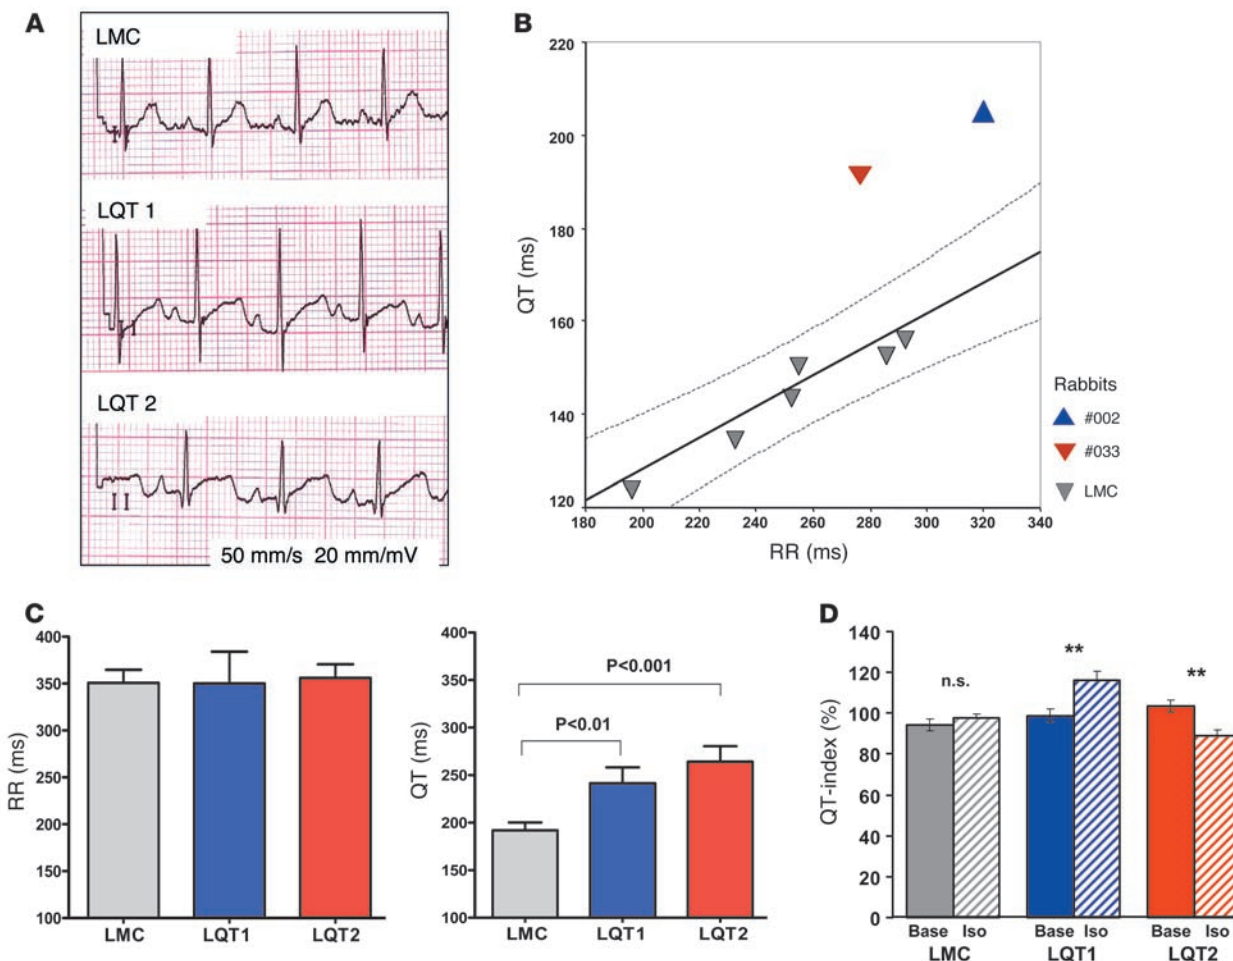 A
LMC
LQT 1
LQT 2
50 mm/s 20 mm/mV
B
220
200
180
160
140
120
QT (ms)
180 200 220 240 260 280 300 320 340
RR (ms)
Rabbits
#002
#033
LMC
C
400
350
300
250
200
150
100
RR (ms)
LMC LQT1 LQT2
400
350
300
250
200
150
100
QT (ms)
P<0.001
P<0.01
LMC LQT1 LQT2
D
140
120
100
80
60
40
20
0
QT-index (%)
n.s.
**
**
Base Iso Base Iso Base Iso
LMC LQT1 LQT2